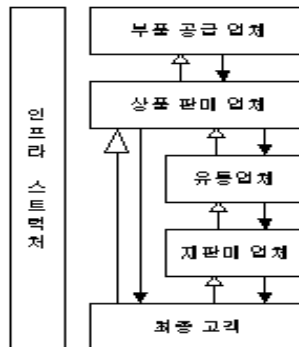 인프라 스트럭처
부품 공급 업체
상품 판매 업체
유통업체
재판매 업체
최종 고객